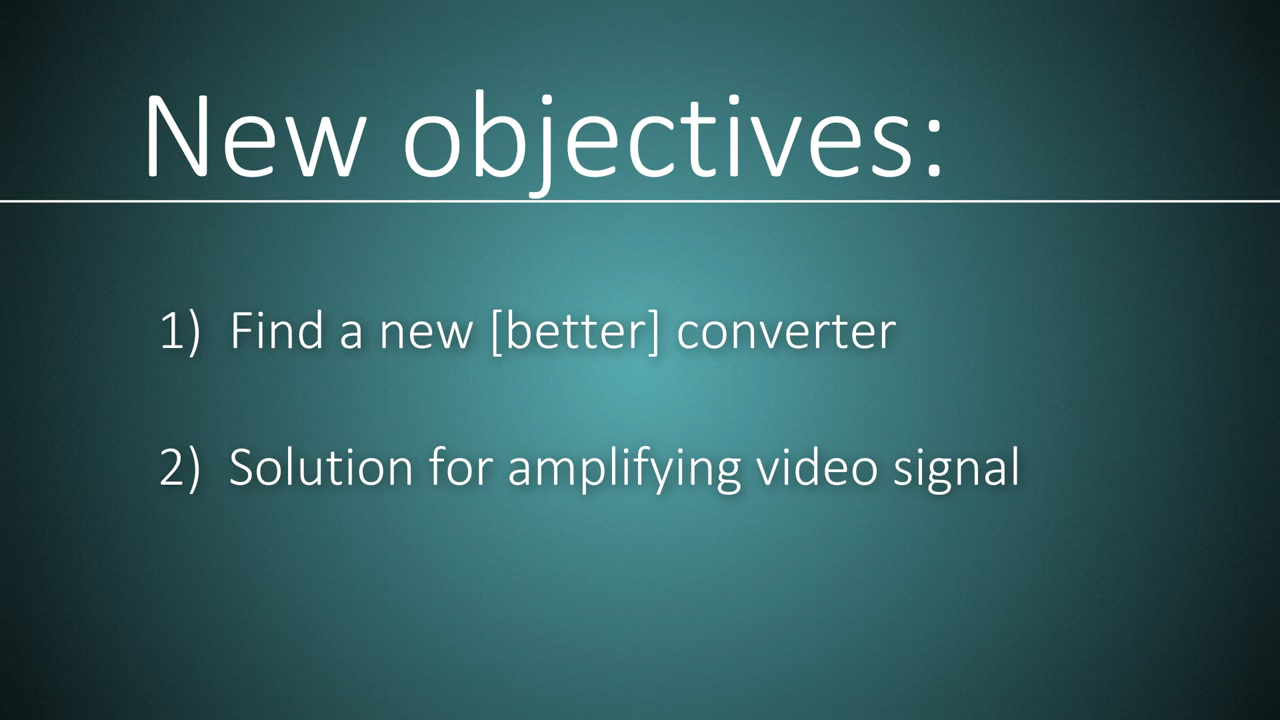 New objectives:
1) Find a new [better] converter
2) Solution for amplifying video signal